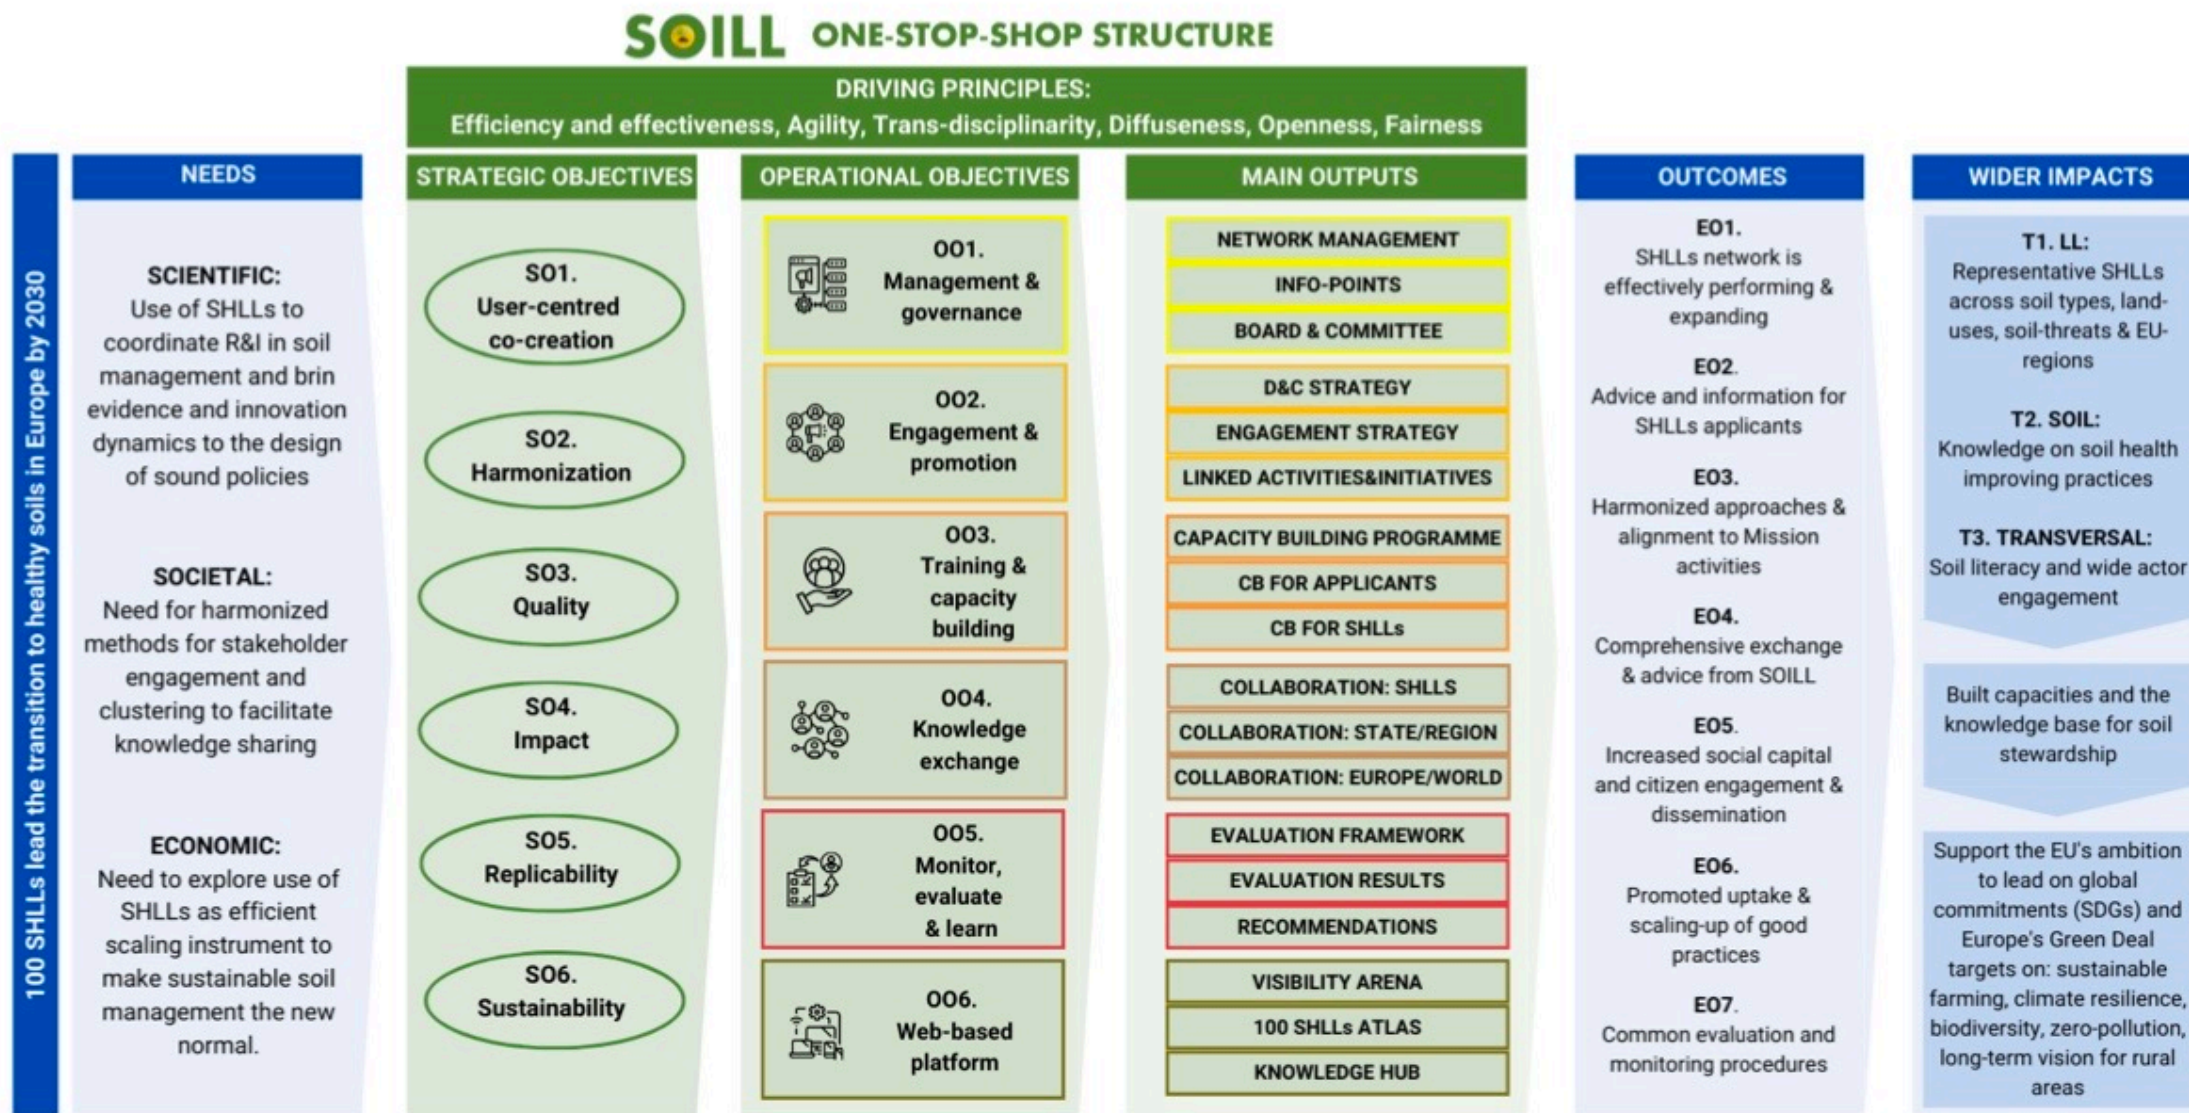 SOILL ONE-STOP-SHOP STRUCTURE
DRIVING PRINCIPLES:
Efficiency and effectiveness, Agility, Trans-disciplinarity, Diffuseness, Openness, Fairness
100 SHLLs lead the transition to healthy soils in Europe by 2030
NEEDS
SCIENTIFIC:
Use of SHLLs to
coordinate R&I in soil
management and brin
evidence and innovation
dynamics to the design
of sound policies
SOCIETAL:
Need for harmonized
methods for stakeholder
engagement and
clustering to facilitate
knowledge sharing
ECONOMIC:
Need to explore use of
SHLLs as efficient
scaling instrument to
make sustainable soil
management the new
normal.
STRATEGIC OBJECTIVES
SO1.
User-centred
co-creation
SO2.
Harmonization
SO3.
Quality
SO4.
Impact
SO5.
Replicability
SO6.
Sustainability
OPERATIONAL OBJECTIVES
OO1.
Management &
governance
OO2.
Engagement &
promotion
OO3.
Training &
capacity
building
OO4.
Knowledge
exchange
OO5.
Monitor,
evaluate
& learn
OO6.
Web-based
platform
MAIN OUTPUTS
NETWORK MANAGEMENT
INFO-POINTS
BOARD & COMMITTEE
D&C STRATEGY
ENGAGEMENT STRATEGY
LINKED ACTIVITIES&INITIATIVES
CAPACITY BUILDING PROGRAMME
CB FOR APPLICANTS
CB FOR SHLLs
COLLABORATION: SHLLS
COLLABORATION: STATE/REGION
COLLABORATION: EUROPE/WORLD
EVALUATION FRAMEWORK
EVALUATION RESULTS
RECOMMENDATIONS
VISIBILITY ARENA
100 SHLLs ATLAS
KNOWLEDGE HUB
OUTCOMES
EO1.
SHLLs network is
effectively performing &
expanding
EO2.
Advice and information for
SHLLs applicants
EO3.
Harmonized approaches &
alignment to Mission
activities
EO4.
Comprehensive exchange
& advice from SOILL
EO5.
Increased social capital
and citizen engagement &
dissemination
EO6.
Promoted uptake &
scaling-up of good
practices
EO7.
Common evaluation and
monitoring procedures
WIDER IMPACTS
T1. LL:
Representative SHLLs
across soil types, land-
uses, soil-threats & EU-
regions
T2. SOIL:
Knowledge on soil health
improving practices
T3. TRANSVERSAL:
Soil literacy and wide actor
engagement
Built capacities and the
knowledge base for soil
stewardship
Support the EU's ambition
to lead on global
commitments (SDGs) and
Europe's Green Deal
targets on: sustainable
farming, climate resilience,
biodiversity, zero-pollution,
long-term vision for rural
areas